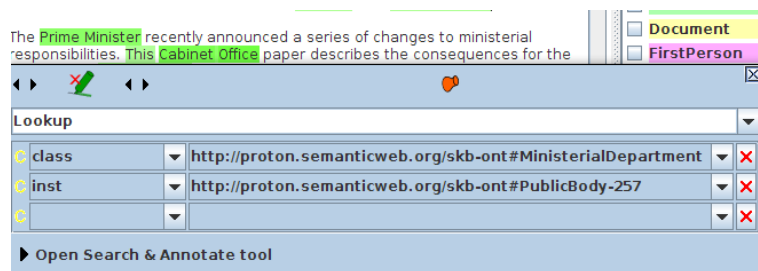 The Prime Minister recently announced a series of changes to ministerial
responsibilities. This Cabinet Office paper describes the consequences for the
Document
FirstPerson
Lookup
C class http://proton.semanticweb.org/skb-ont#MinisterialDepartment
C inst http://proton.semanticweb.org/skb-ont#PublicBody-257
C
Open Search & Annotate tool